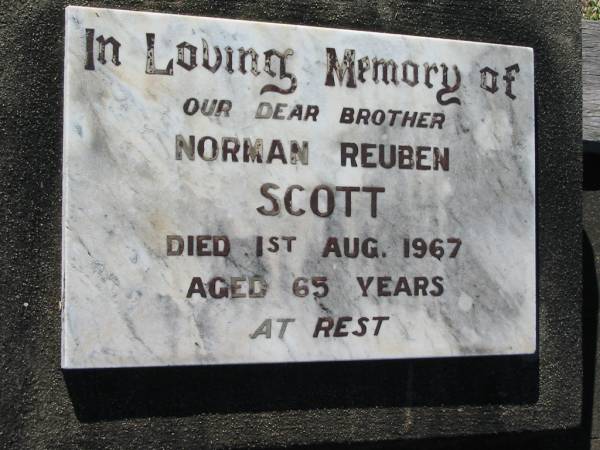 In Loving Memory of
OUR DEAR BROTHER
NORMAN REUBEN
SCOTT
DIED 1ST AUG. 1967
AGED 65 YEARS
AT REST